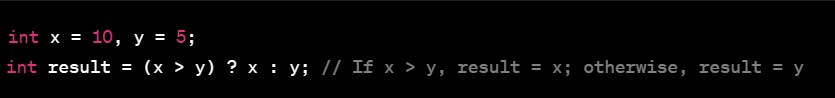 int x = 10, y = 5;
int result = (x > y) ? x : y; // If x > y, result = x; otherwise, result = y